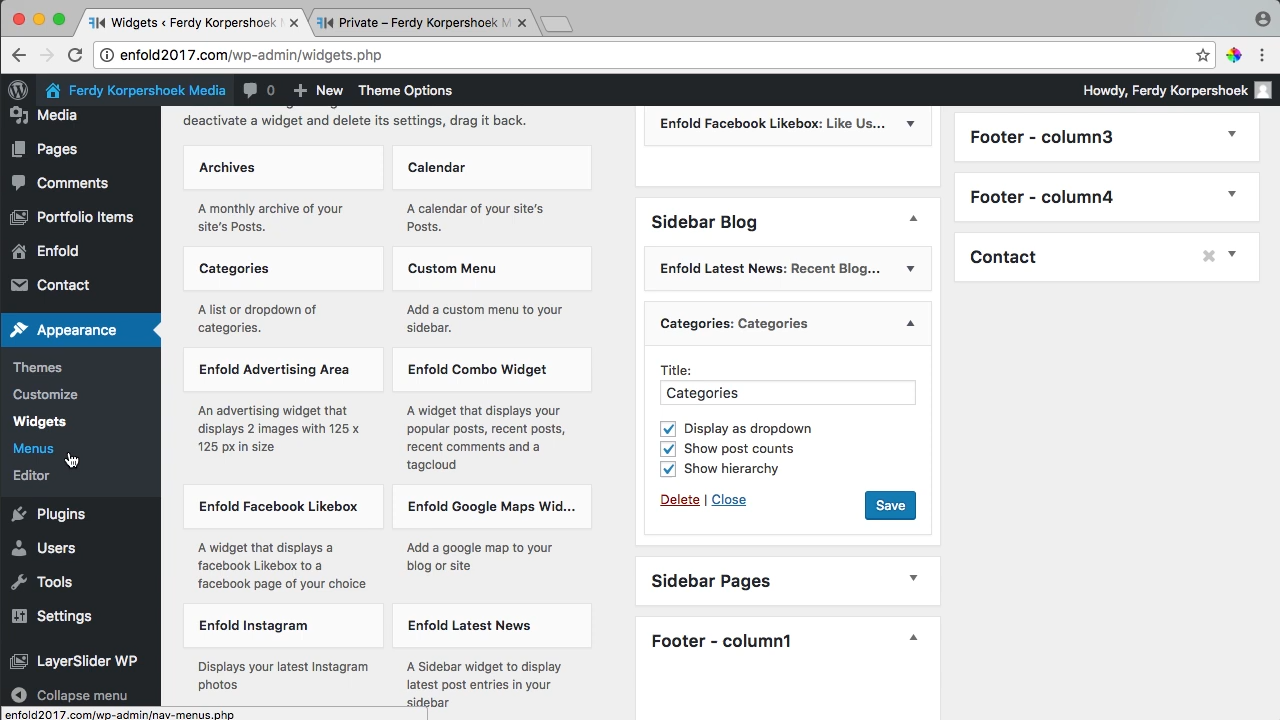 Widgets ‹ Ferdy Korpershoek
Private – Ferdy Korpershoek M
enfold2017.com/wp-admin/widgets.php
Ferdy Korpershoek Media
0
New
Theme Options
Howdy, Ferdy Korpershoek
Media
Pages
Comments
Portfolio Items
Enfold
Contact
Appearance
Themes
Customize
Widgets
Menus
Editor
Plugins
Users
Tools
Settings
LayerSlider WP
Collapse menu
enfold2017.com/wp-admin/nav-menus.php
deactivate a widget and delete its settings, drag it back.
Archives
A monthly archive of your
site's Posts.
Calendar
A calendar of your site's
Posts.
Categories
A list or dropdown of
categories.
Custom Menu
Add a custom menu to your
sidebar.
Enfold Advertising Area
An advertising widget that
displays 2 images with 125 x
125 px in size
Enfold Combo Widget
A widget that displays your
popular posts, recent posts,
recent comments and a
tagcloud
Enfold Facebook Likebox
A widget that displays a
facebook Likebox to a
facebook page of your choice
Enfold Google Maps Wid...
Add a google map to your
blog or site
Enfold Instagram
Displays your latest Instagram
photos
Enfold Latest News
A Sidebar widget to display
latest post entries in your
sidebar
Enfold Facebook Likebox: Like Us...
Sidebar Blog
Enfold Latest News: Recent Blog...
Categories: Categories
Title:
Categories
Display as dropdown
Show post counts
Show hierarchy
Delete | Close
Save
Sidebar Pages
Footer - column1
Footer - column3
Footer - column4
Contact